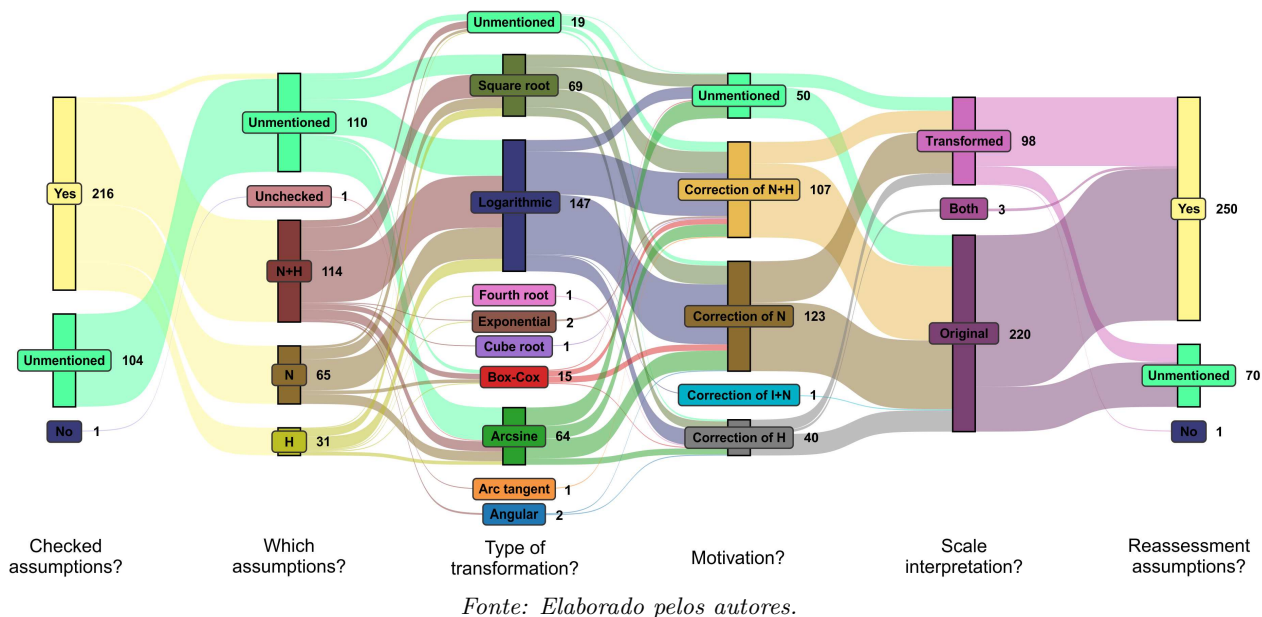 Yes 216
Unmentioned 104
No 1
Checked
assumptions?
Unmentioned 110
Unchecked 1
N+H 114
N 65
H 31
Which
assumptions?
Unmentioned 19
Square root 69
Logarithmic 147
Fourth root 1
Exponential 2
Cube root 1
Box-Cox 15
Arcsine 64
Arc tangent 1
Angular 2
Type of
transformation?
Unmentioned 50
Correction of N+H 107
Correction of N 123
Correction of I+N 1
Correction of H 40
Motivation?
Transformed 98
Both 3
Original 220
Scale
interpretation?
Yes 250
Unmentioned 70
No 1
Reassessment
assumptions?
Fonte: Elaborado pelos autores.